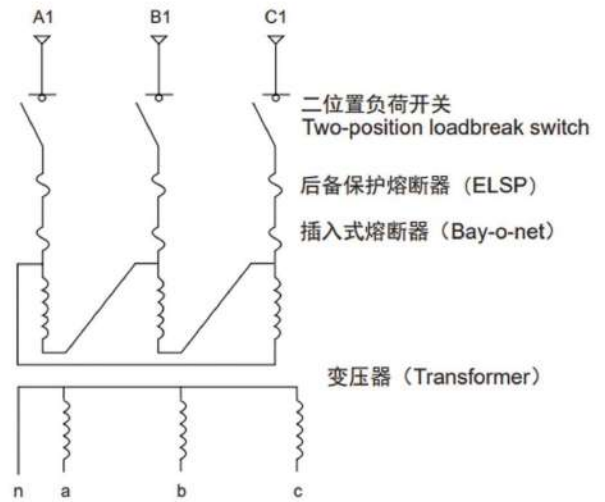 A1 B1 C1
二位置负荷开关
Two-position loadbreak switch
后备保护熔断器（ELSP）
插入式熔断器（Bay-o-net）
变压器（Transformer）
n a b c